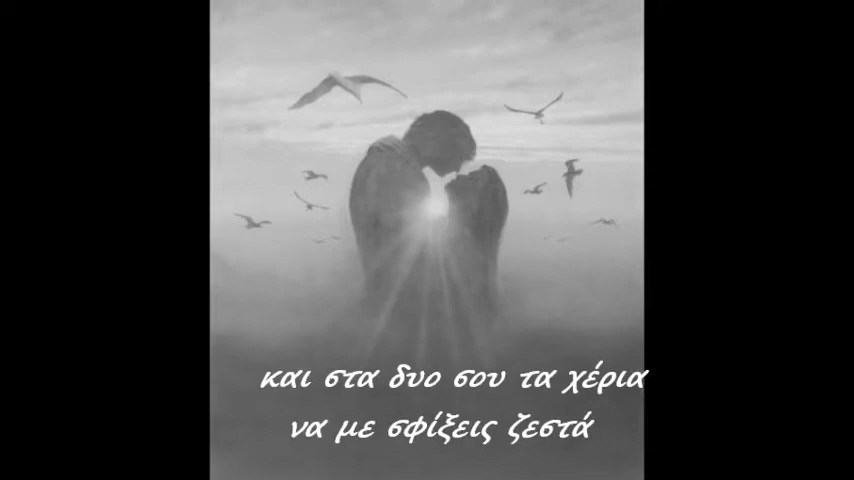 και στα δυο σου τα χέρια
να με σφίξεις ζεστά